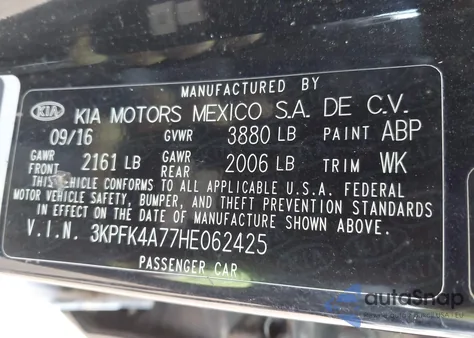 MANUFACTURED BY
KIA KIA MOTORS MEXICO S.A. DE C.V.
09/16 GVWR 3880 LB PAINT ABP
GAWR FRONT 2161 LB GAWR REAR 2006 LB TRIM WK
THIS VEHICLE CONFORMS TO ALL APPLICABLE U.S.A. FEDERAL
MOTOR VEHICLE SAFETY, BUMPER, AND THEFT PREVENTION STANDARDS
IN EFFECT ON THE DATE OF MANUFACTURE SHOWN ABOVE.
V.I.N. 3KPFK4A77HE062425
PASSENGER CAR
autoSnap